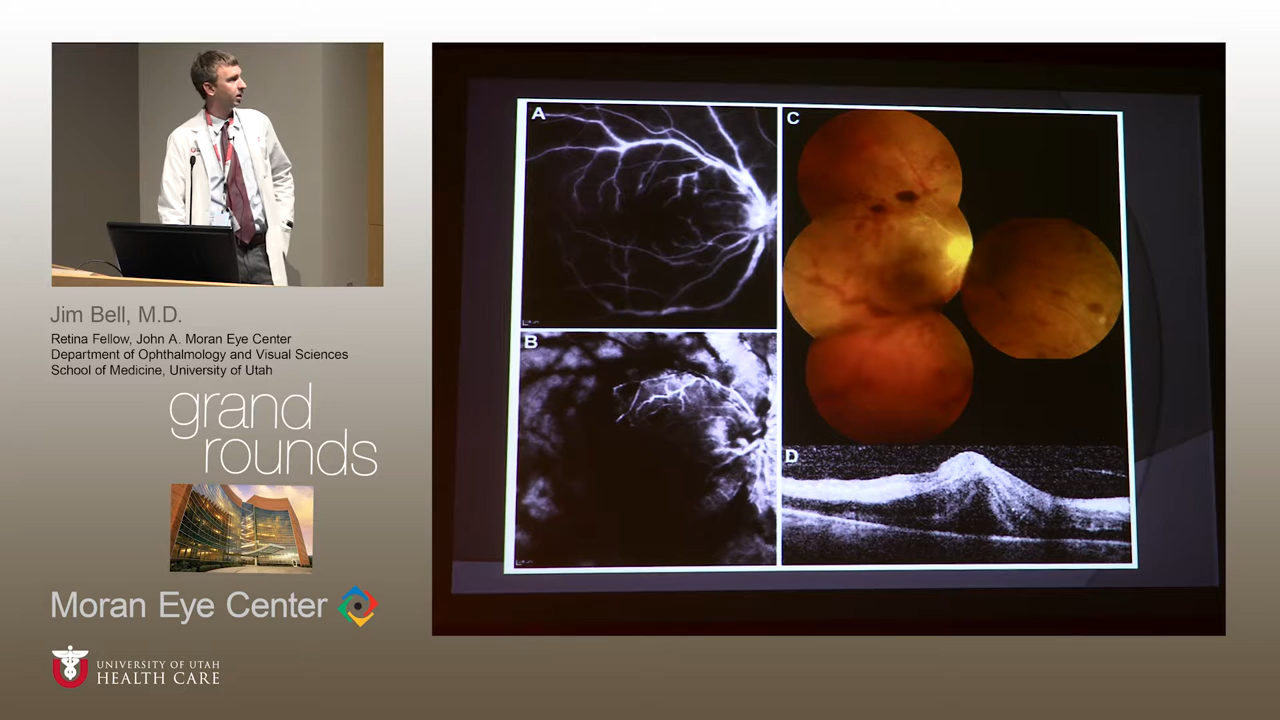 Jim Bell, M.D.
Retina Fellow, John A. Moran Eye Center
Department of Ophthalmology and Visual Sciences
School of Medicine, University of Utah
grand
rounds
Moran Eye Center
UNIVERSITY OF UTAH
HEALTH CARE
A
B
C
D